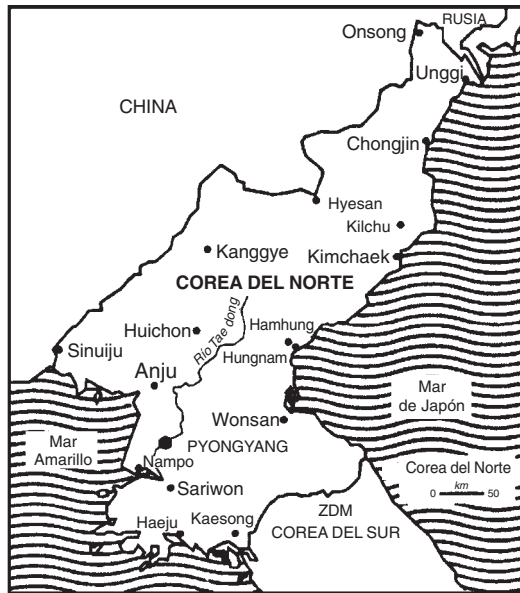 RUSIA
Onsong
Unggi
CHINA
Chongjin
Hyesan
Kilchu
Kanggye
Kimchaek
COREA DEL NORTE
Río Tae dong
Huichon
Hamhung
Sinuiju
Hungnam
Anju
Mar
de Japón
Wonsan
Mar
Amarillo
PYONGYANG
Nampo
Corea del Norte
km
0 50
Sariwon
ZDM
Haeju
Kaesong
COREA DEL SUR